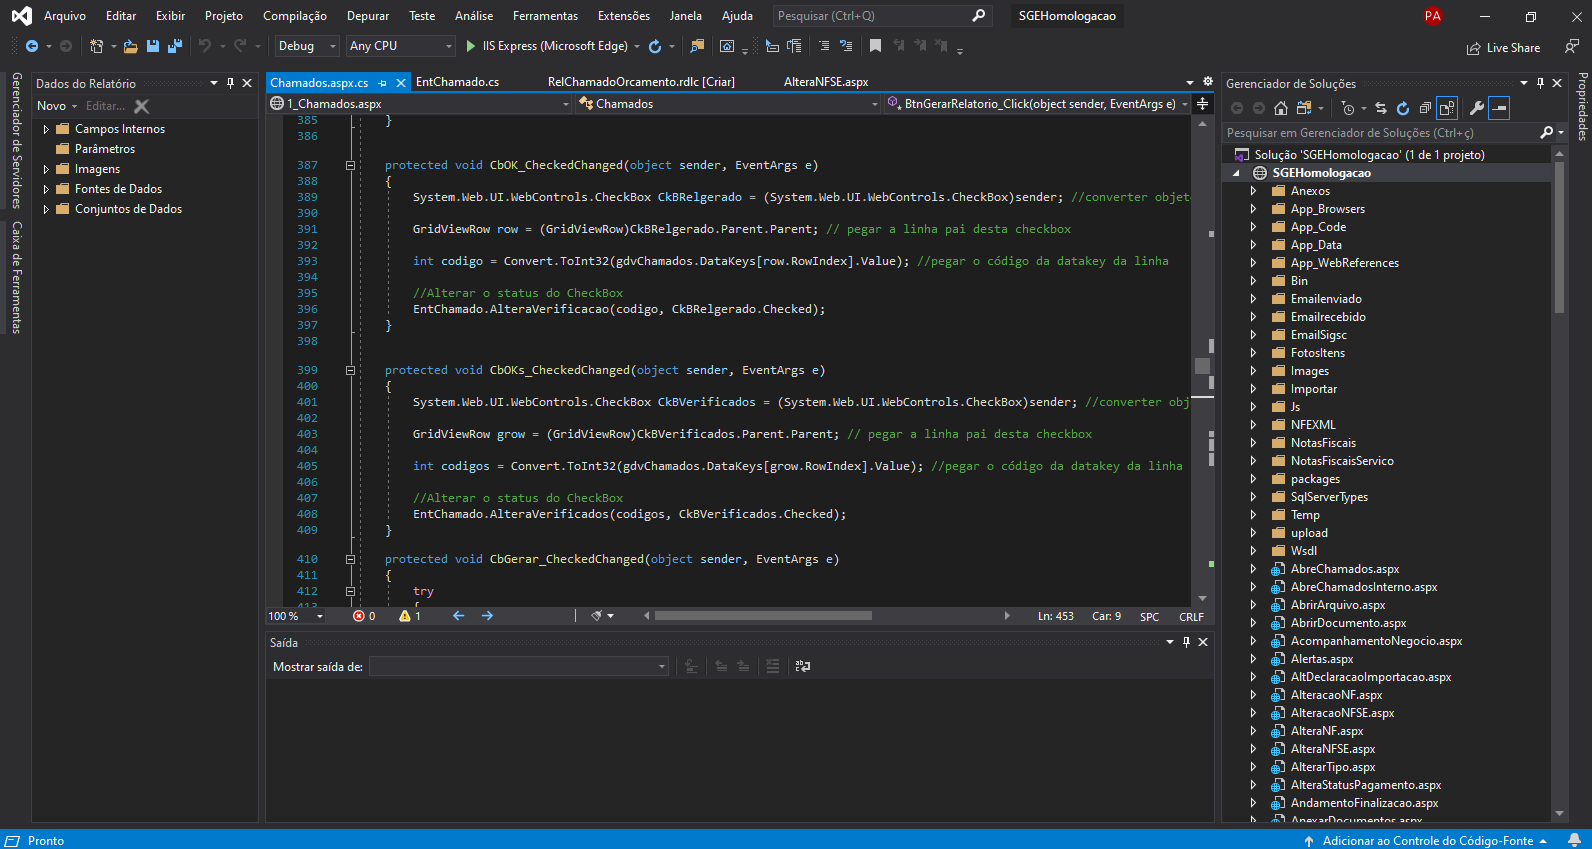 Arquivo Editar Exibir Projeto Compilação Depurar Teste Análise Ferramentas Extensões Janela Ajuda Pesquisar (Ctrl+Q) SGEHomologacao PA
Debug Any CPU IIS Express (Microsoft Edge) Live Share
Gerenciador de Servidores
Caixa de Ferramentas
Dados do Relatório
Novo Editar...
Campos Internos
Parâmetros
Imagens
Fontes de Dados
Conjuntos de Dados
Chamados.aspx.cs EntChamado.cs RelChamadoOrcamento.rdlc [Criar] AlteraNFSE.aspx
1_Chamados.aspx Chamados BtnGerarRelatorio_Click(object sender, EventArgs e)
385 }
386
387 protected void CbOK_CheckedChanged(object sender, EventArgs e)
388 {
389 System.Web.UI.WebControls.CheckBox CkBRelgerado = (System.Web.UI.WebControls.CheckBox)sender; //converter objet
390
391 GridViewRow row = (GridViewRow)CkBRelgerado.Parent.Parent; // pegar a linha pai desta checkbox
392
393 int codigo = Convert.ToInt32(gdvChamados.DataKeys[row.RowIndex].Value); //pegar o código da datakey da linha
394
395 //Alterar o status do CheckBox
396 EntChamado.AlteraVerificacao(codigo, CkBRelgerado.Checked);
397 }
398
399 protected void CbOKs_CheckedChanged(object sender, EventArgs e)
400 {
401 System.Web.UI.WebControls.CheckBox CkBVerificados = (System.Web.UI.WebControls.CheckBox)sender; //converter obj
402
403 GridViewRow grow = (GridViewRow)CkBVerificados.Parent.Parent; // pegar a linha pai desta checkbox
404
405 int codigos = Convert.ToInt32(gdvChamados.DataKeys[grow.RowIndex].Value); //pegar o código da datakey da linha
406
407 //Alterar o status do CheckBox
408 EntChamado.AlteraVerificados(codigos, CkBVerificados.Checked);
409 }
410 protected void CbGerar_CheckedChanged(object sender, EventArgs e)
411 {
412 try
413 {
100 % 0 1 Ln: 453 Car: 9 SPC CRLF
Saída
Mostrar saída de:
Gerenciador de Soluções
Pesquisar em Gerenciador de Soluções (Ctrl+ç)
Solução 'SGEHomologacao' (1 de 1 projeto)
SGEHomologacao
Anexos
App_Browsers
App_Code
App_Data
App_WebReferences
Bin
Emailenviado
Emailrecebido
EmailSigsc
FotosItens
Images
Importar
Js
NFEXML
NotasFiscais
NotasFiscaisServico
packages
SqlServerTypes
Temp
upload
Wsdl
AbreChamados.aspx
AbreChamadosInterno.aspx
AbrirArquivo.aspx
AbrirDocumento.aspx
AcompanhamentoNegocio.aspx
Alertas.aspx
AltDeclaracaoImportacao.aspx
AlteracaoNF.aspx
AlteracaoNFSE.aspx
AlteraNF.aspx
AlteraNFSE.aspx
AlterarTipo.aspx
AlteraStatusPagamento.aspx
AndamentoFinalizacao.aspx
AnexarDocumentos.aspx
Propriedades
Pronto Adicionar ao Controle do Código-Fonte